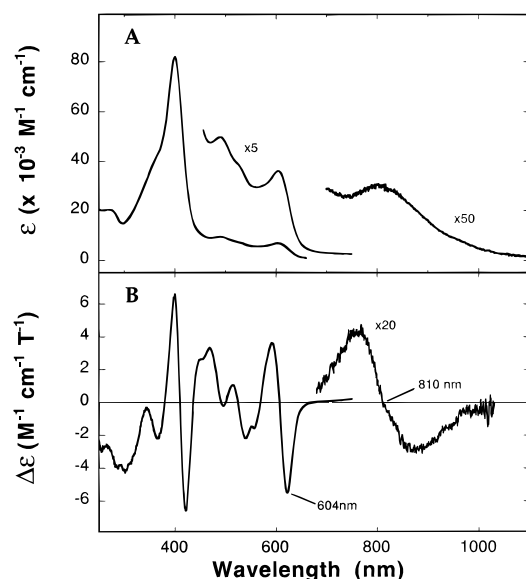 A
ε (x 10⁻³ M⁻¹ cm⁻¹)
80
60
40
20
0
x5
x50
B
Δε (M⁻¹ cm⁻¹ T⁻¹)
6
4
2
0
-2
-4
-6
x20
810 nm
604nm
400 600 800 1000
Wavelength (nm)